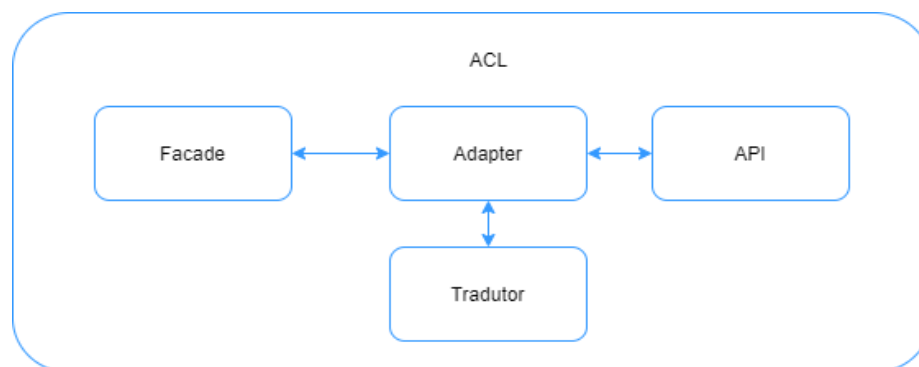 ACL
Facade
Adapter
API
Tradutor